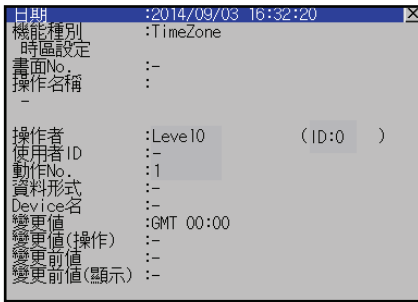 日期 :2014/09/03 16:32:20 X
機能種別 :TimeZone
時區設定
畫面No. :-
操作名稱 :
-
操作者 :Level0 (ID:0 )
使用者ID :-
動作No. :1
資料形式 :-
Device名 :-
變更值 :GMT 00:00
變更值(操作) :-
變更前值 :-
變更前值(顯示) :-